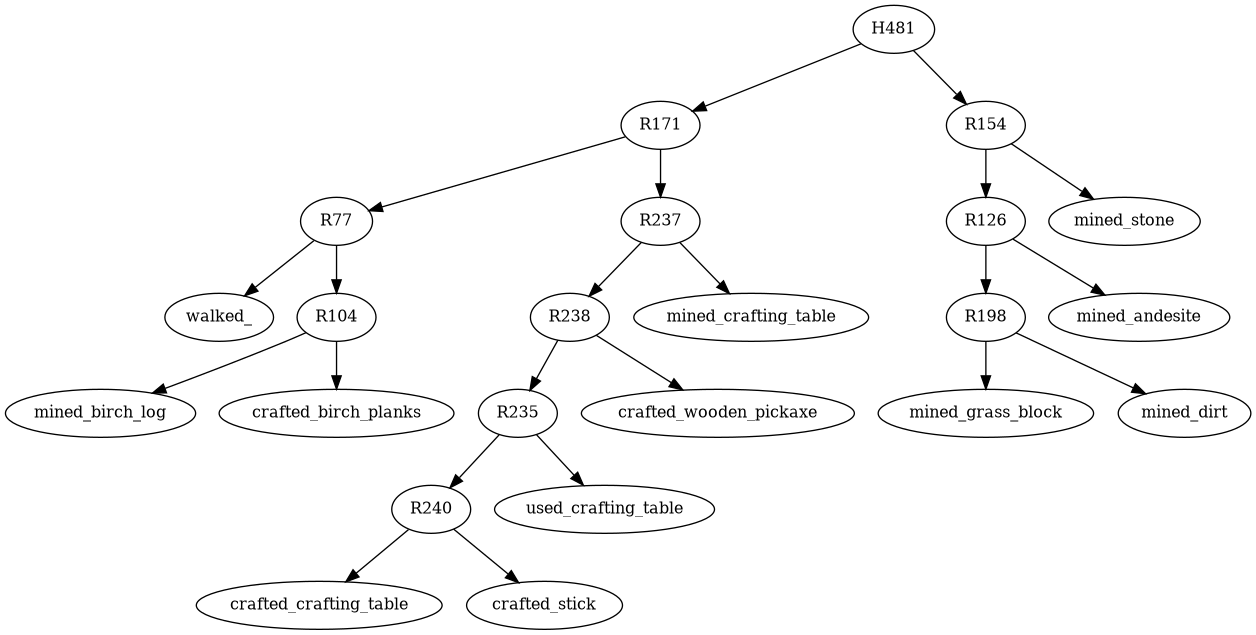 H481
R171
R154
R77
R237
R126
mined_stone
walked_
R104
R238
mined_crafting_table
R198
mined_andesite
mined_birch_log
crafted_birch_planks
R235
crafted_wooden_pickaxe
mined_grass_block
mined_dirt
R240
used_crafting_table
crafted_crafting_table
crafted_stick